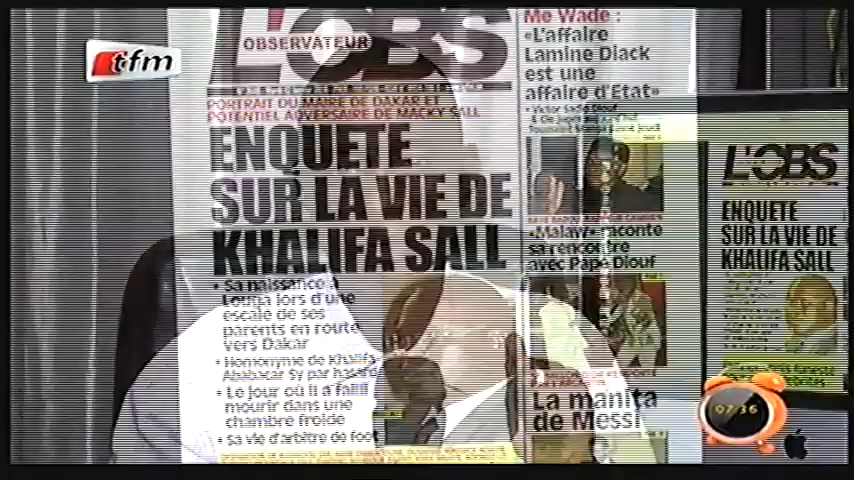 tfm
L'OBS
OBSERVATEUR
PORTRAIT DU MAIRE DE DAKAR ET
POTENTIEL ADVERSAIRE DE MACKY SALL
ENQUETE
SUR LA VIE DE
KHALIFA SALL
• Sa naissance à
Louga lors d'une
escale de ses
parents en route
vers Dakar
• Homonyme de Khalifa
Ababacar Sy par hasard
• Le jour où il a failli
mourir dans une
chambre froide
• Sa vie d'arbitre de foot
Me Wade :
«L'affaire
Lamine Diack
est une
affaire d'Etat»
«Malaw» raconte
sa rencontre
avec Pape Diouf
La manita
de Messi
L'OBS
ENQUETE
SUR LA VIE DE
KHALIFA SALL
07:36